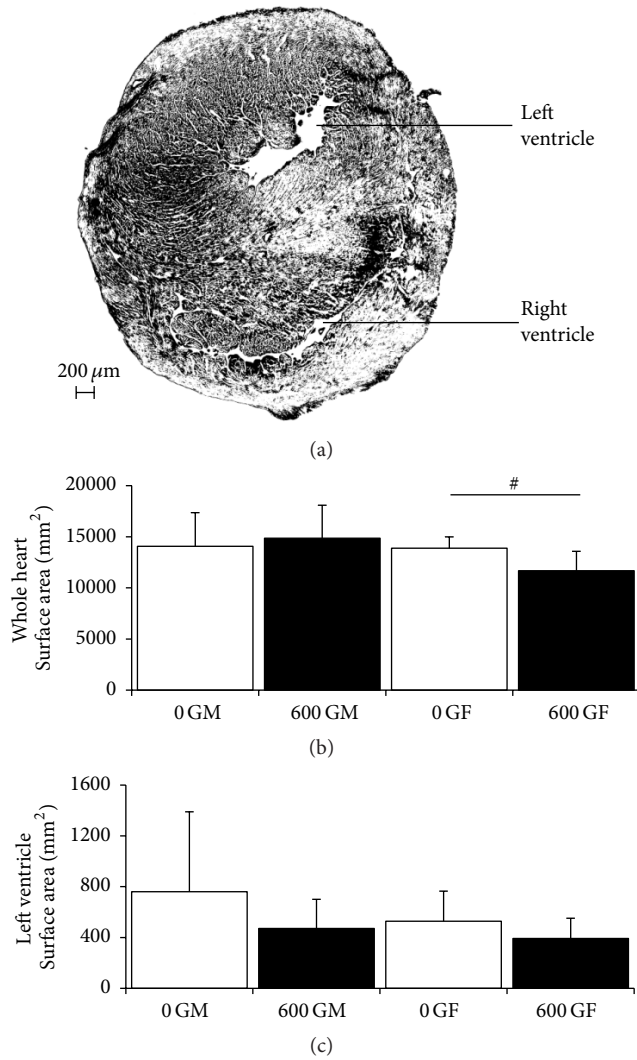 Left
ventricle
Right
ventricle
200 μm
(a)
#
Whole heart
Surface area (mm²)
20000
15000
10000
5000
0
0 GM 600 GM 0 GF 600 GF
(b)
Left ventricle
Surface area (mm²)
1600
1200
800
400
0
0 GM 600 GM 0 GF 600 GF
(c)